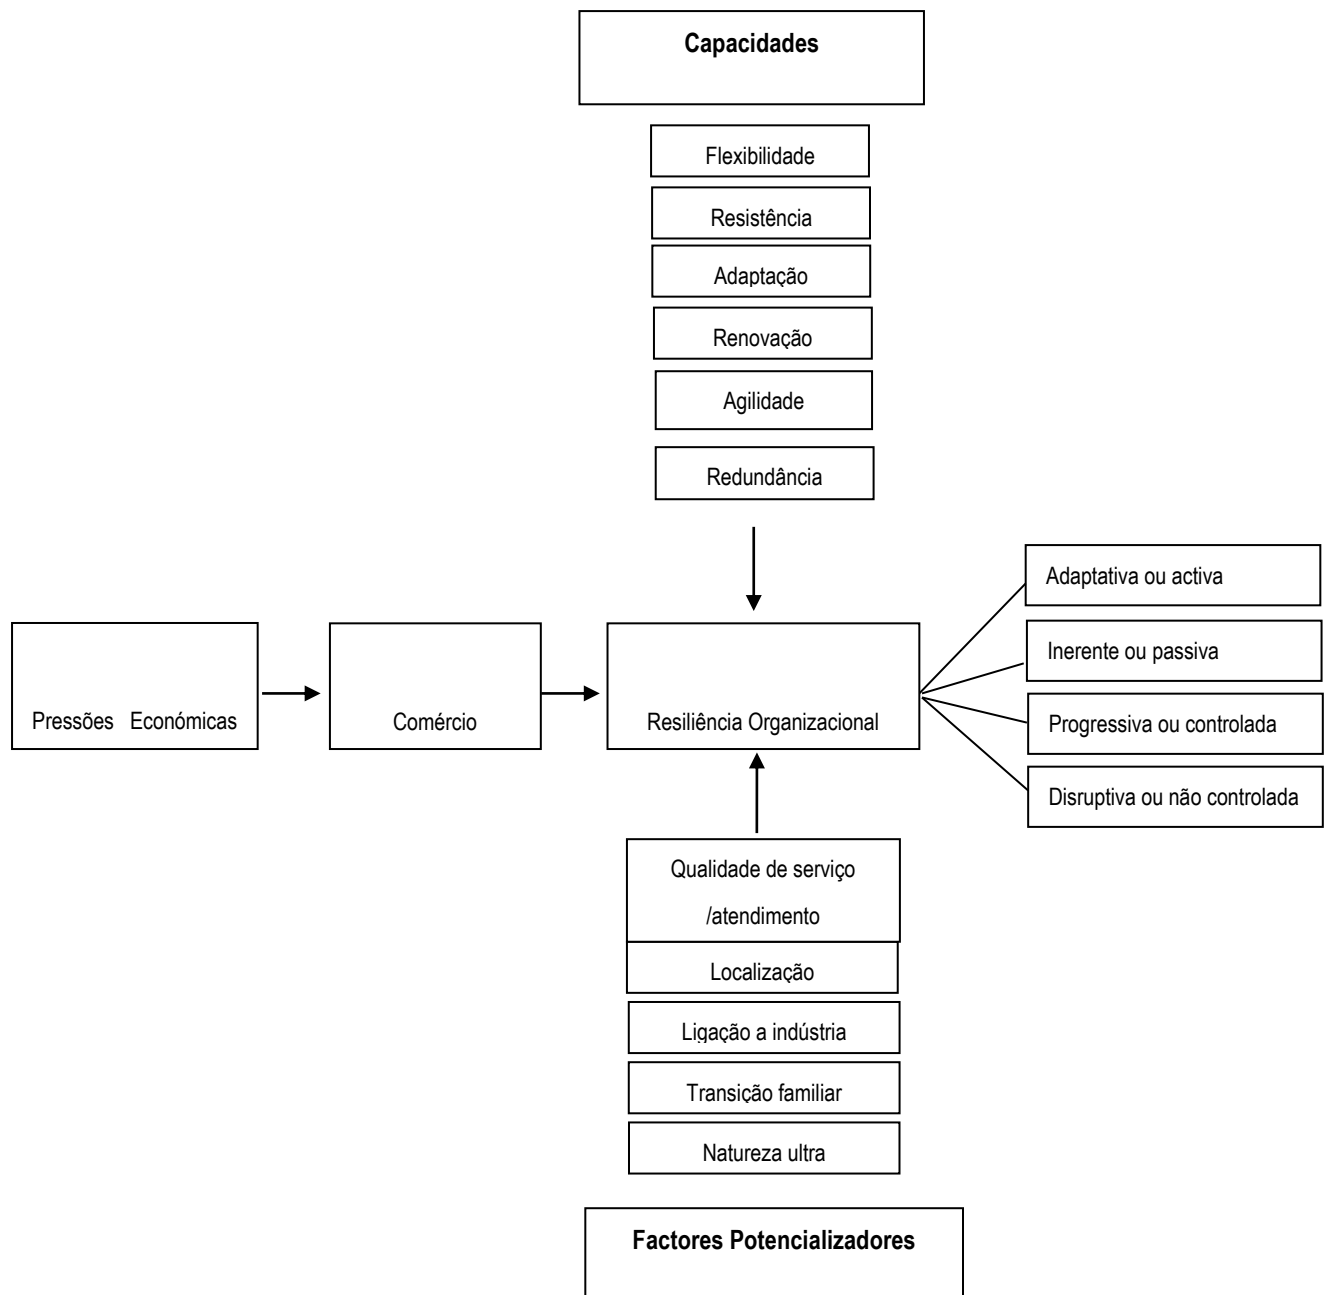 Capacidades
Flexibilidade
Resistência
Adaptação
Renovação
Agilidade
Redundância
Adaptativa ou activa
Inerente ou passiva
Progressiva ou controlada
Disruptiva ou não controlada
Pressões Económicas
Comércio
Resiliência Organizacional
Qualidade de serviço
/atendimento
Localização
Ligação a indústria
Transição familiar
Natureza ultra
Factores Potencializadores